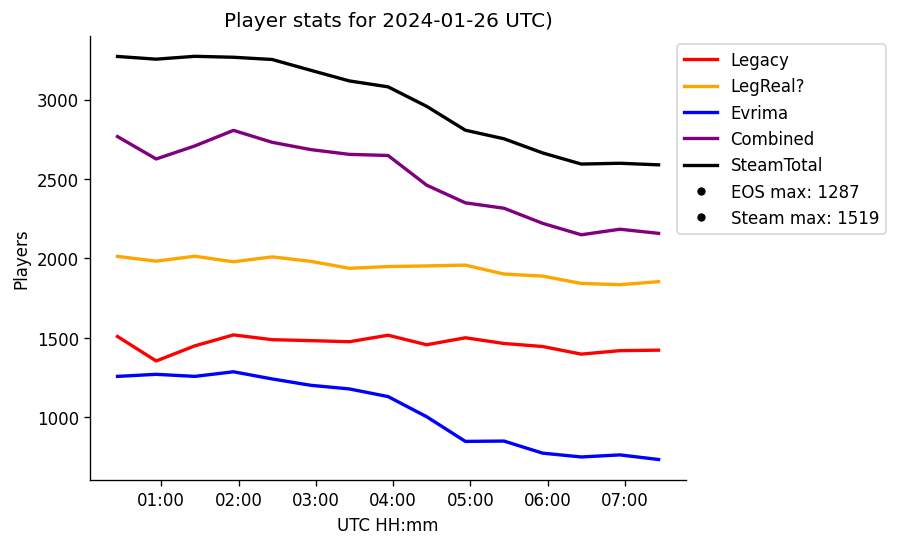 Player stats for 2024-01-26 UTC)
Legacy
LegReal?
Evrima
Combined
SteamTotal
EOS max: 1287
Steam max: 1519
Players
3000
2500
2000
1500
1000
01:00 02:00 03:00 04:00 05:00 06:00 07:00
UTC HH:mm